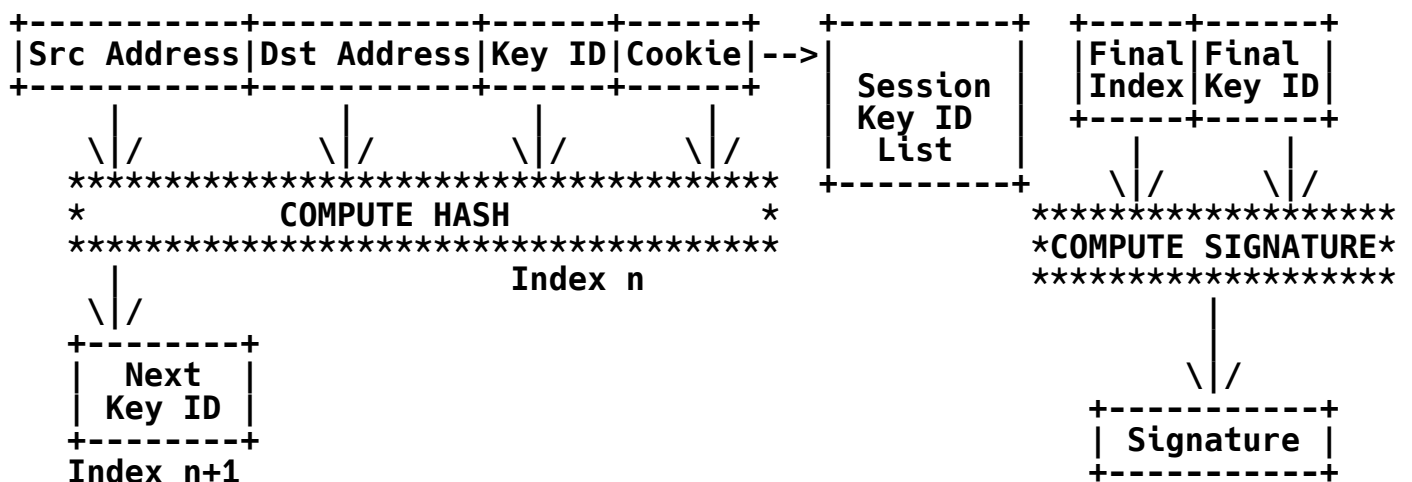 +-----------+-----------+------+------+   +---------+  +-----+------+
|Src Address|Dst Address|Key ID|Cookie|-->|         |  |Final|Final |
+-----------+-----------+------+------+   | Session |  |Index|Key ID|
     |           |         |        |     | Key ID  |  +-----+------+
    \|/         \|/       \|/      \|/    |  List   |     |       |
   *************************************  +---------+    \|/     \|/
   *          COMPUTE HASH             *             *******************
   *************************************             *COMPUTE SIGNATURE*
     |                    Index n                    *******************
    \|/                                                       |
   +--------+                                                 |
   |  Next  |                                                \|/
   | Key ID |                                           +-----------+
   +--------+                                           | Signature |
   Index n+1                                            +-----------+